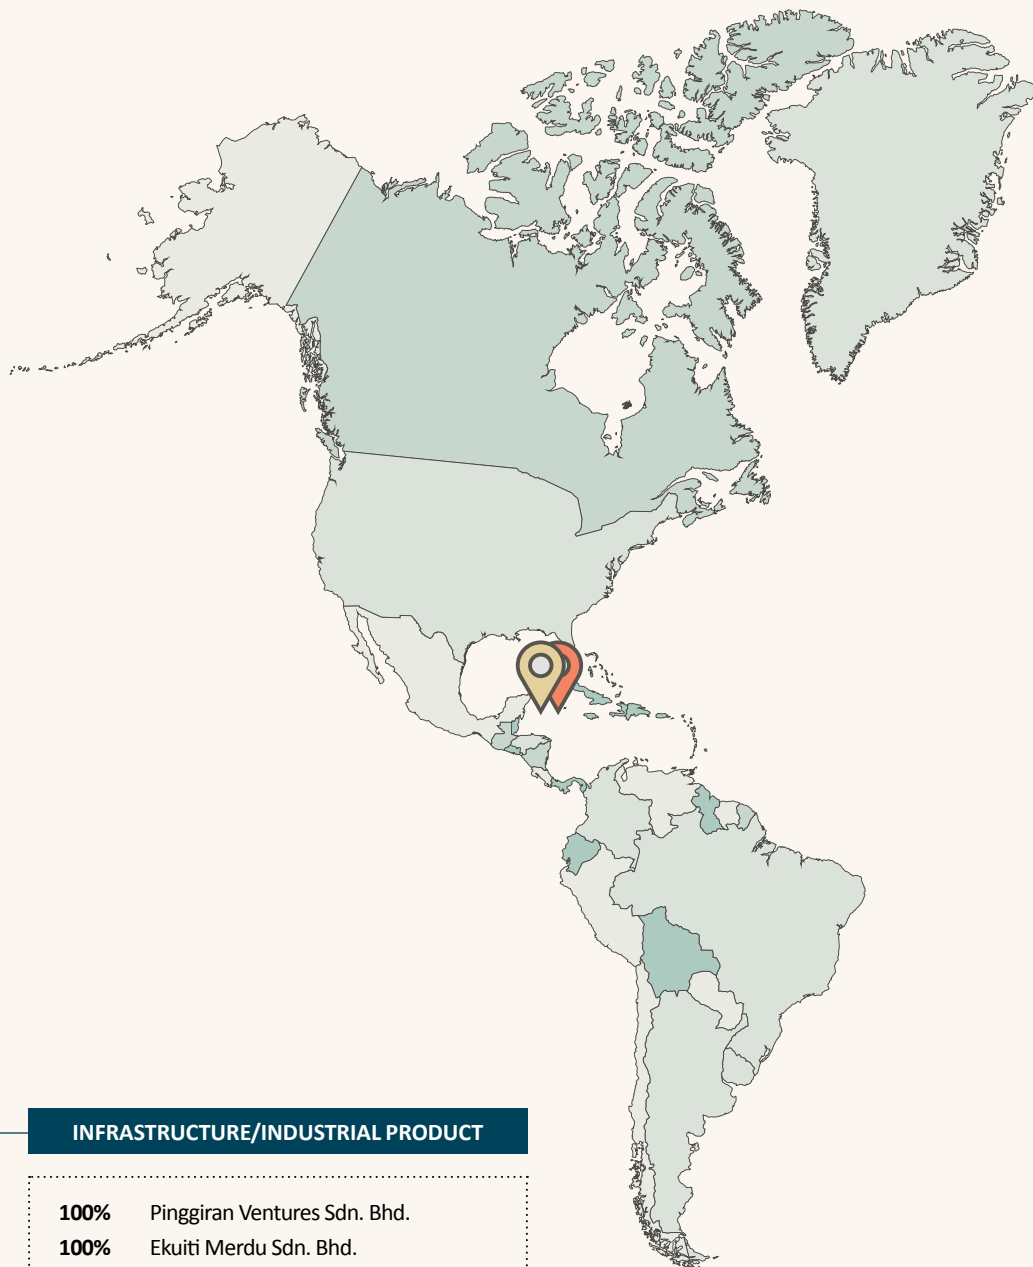 INFRASTRUCTURE/INDUSTRIAL PRODUCT
100% Pinggiran Ventures Sdn. Bhd.
100% Ekuiti Merdu Sdn. Bhd.